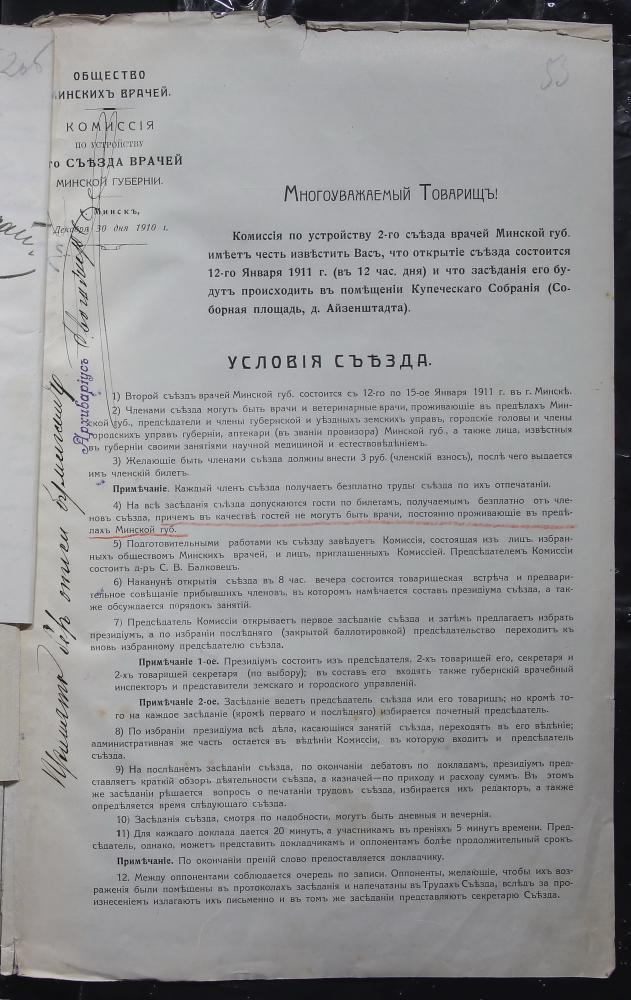 ОБЩЕСТВО
МИНСКИХЪ ВРАЧЕЙ.
КОМИССІЯ
ПО УСТРОЙСТВУ
го СЪѢЗДА ВРАЧЕЙ
МИНСКОЙ ГУБЕРНІИ.
Минскъ,
Декабря 30 дня 1910 г.
53
Многоуважаемый Товарищъ!
Комиссія по устройству 2-го съѣзда врачей Минской губ.
имѣетъ честь извѣстить Васъ, что открытіе съѣзда состоится
12-го Января 1911 г. (въ 12 час. дня) и что засѣданія его бу-
дутъ происходить въ помѣщеніи Купеческаго Собранія (Со-
борная площадь, д. Айзенштадта).
УСЛОВІЯ СЪѢЗДА.
1) Второй съѣздъ врачей Минской губ. состоится съ 12-го по 15-ое Января 1911 г. въ г. Минскѣ.
2) Членами съѣзда могутъ быть врачи и ветеринарные врачи, проживающіе въ предѣлахъ Мин-
ской губ., предсѣдатели и члены губернской и уѣздныхъ земскихъ управъ, городскіе головы и члены
городскихъ управъ губерніи, аптекари (въ званіи провизора) Минской губ., а также лица, извѣстныя
въ губерніи своими занятіями научной медициной и естествовѣдѣніемъ.
3) Желающіе быть членами съѣзда должны внести 3 руб. (членскій взносъ), послѣ чего выдается
имъ членскій билетъ.
Примѣчаніе. Каждый членъ съѣзда получаетъ безплатно труды съѣзда по ихъ отпечатаніи.
4) На всѣ засѣданія съѣзда допускаются гости по билетамъ, получаемымъ безплатно отъ чле-
новъ съѣзда, причемъ въ качествѣ гостей не могутъ быть врачи, постоянно проживающіе въ предѣ-
лахъ Минской губ.
5) Подготовительными работами къ съѣзду завѣдуетъ Комиссія, состоящая изъ лицъ, избран-
ныхъ обществомъ Минскихъ врачей, и лицъ, приглашенныхъ Комиссіей. Предсѣдателемъ Комиссіи
состоитъ д-ръ С. В. Балковецъ.
6) Наканунѣ открытія съѣзда въ 8 час. вечера состоится товарищеская встрѣча и предвари-
тельное совѣщаніе прибывшихъ членовъ, въ которомъ намѣчается составъ президіума съѣзда, а так-
же обсуждается порядокъ занятій.
7) Предсѣдатель Комиссіи открываетъ первое засѣданіе съѣзда и затѣмъ предлагаетъ избрать
президіумъ, а по избраніи послѣдняго (закрытой баллотировкой) предсѣдательство переходитъ къ
вновь избранному предсѣдателю съѣзда.
Примѣчаніе 1-ое. Президіумъ состоитъ изъ предсѣдателя, 2-хъ товарищей его, секретаря и
2-хъ товарищей секретаря (по выбору); въ составъ его входятъ также губернскій врачебный
инспекторъ и представители земскаго и городского управленій.
Примѣчаніе 2-ое. Засѣданіе ведетъ предсѣдатель съѣзда или его товарищъ; но кромѣ то-
го на каждое засѣданіе (кромѣ перваго и послѣдняго) избирается почетный предсѣдатель.
8) По избраніи президіума всѣ дѣла, касающіяся занятій съѣзда, переходятъ въ его вѣдѣніе;
административная же часть остается въ вѣдѣніи Комиссіи, въ которую входитъ и предсѣдатель
съѣзда.
9) На послѣднемъ засѣданіи съѣзда, по окончаніи дебатовъ по докладамъ, президіумъ пред-
ставляетъ краткій обзоръ дѣятельности съѣзда, а казначей—по приходу и расходу суммъ. Въ этомъ
же засѣданіи рѣшается вопросъ о печатаніи трудовъ съѣзда, избирается ихъ редакторъ, а также
опредѣляется время слѣдующаго съѣзда.
10) Засѣданія съѣзда, смотря по надобности, могутъ быть дневныя и вечернія.
11) Для каждаго доклада дается 20 минутъ, а участникамъ въ преніяхъ 5 минутъ времени. Пред-
сѣдатель, однако, можетъ представить докладчикамъ и оппонентамъ болѣе продолжительный срокъ.
Примѣчаніе. По окончаніи преній слово предоставляется докладчику.
12. Между оппонентами соблюдается очередь по записи. Оппоненты, желающіе, чтобы ихъ воз-
раженія были помѣщены въ протоколахъ засѣданія и напечатаны въ Трудахъ Съѣзда, вслѣдъ за про-
изнесеніемъ излагаютъ ихъ письменно и въ томъ же засѣданіи представляютъ секретарю Съѣзда.
Архиваріусъ